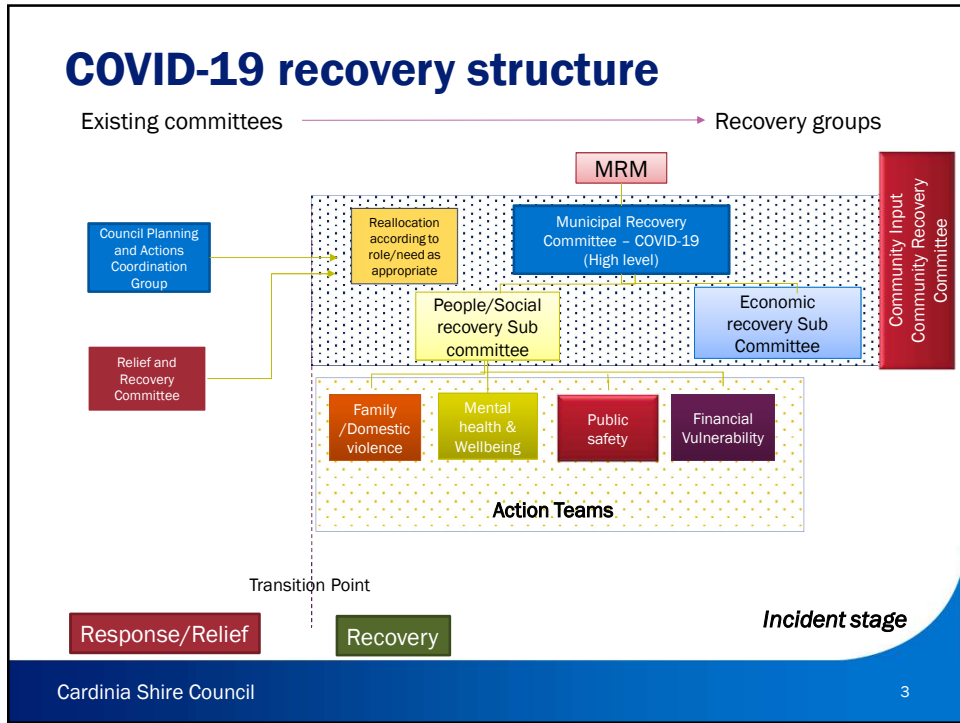 COVID-19 recovery structure
Existing committees
Recovery groups
MRM
Council Planning
and Actions
Coordination
Group
Reallocation
according to
role/need as
appropriate
Municipal Recovery
Committee – COVID-19
(High level)
Community Input
Community Recovery
Committee
People/Social
recovery Sub
committee
Economic
recovery Sub
Committee
Relief and
Recovery
Committee
Family
/Domestic
violence
Mental
health &
Wellbeing
Public
safety
Financial
Vulnerability
Action Teams
Transition Point
Response/Relief
Recovery
Incident stage
Cardinia Shire Council
3